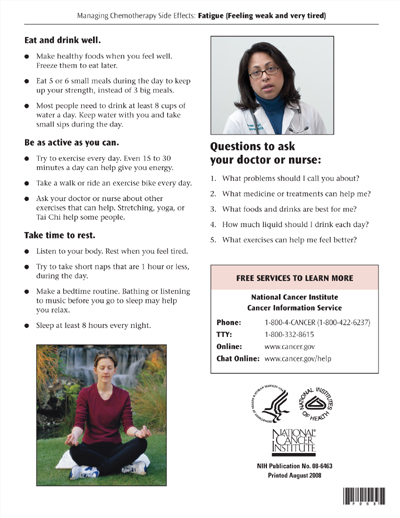 Managing Chemotherapy Side Effects: Fatigue (Feeling weak and very tired)
Eat and drink well.
● Make healthy foods when you feel well.
Freeze them to eat later.
● Eat 5 or 6 small meals during the day to keep
up your strength, instead of 3 big meals.
● Most people need to drink at least 8 cups of
water a day. Keep water with you and take
small sips during the day.
Be as active as you can.
● Try to exercise every day. Even 15 to 30
minutes a day can help give you energy.
● Take a walk or ride an exercise bike every day.
● Ask your doctor or nurse about other
exercises that can help. Stretching, yoga, or
Tai Chi help some people.
Take time to rest.
● Listen to your body. Rest when you feel tired.
● Try to take short naps that are 1 hour or less,
during the day.
● Make a bedtime routine. Bathing or listening
to music before you go to sleep may help
you relax.
● Sleep at least 8 hours every night.
Questions to ask
your doctor or nurse:
1. What problems should I call you about?
2. What medicine or treatments can help me?
3. What foods and drinks are best for me?
4. How much liquid should I drink each day?
5. What exercises can help me feel better?
FREE SERVICES TO LEARN MORE
National Cancer Institute
Cancer Information Service
Phone: 1-800-4-CANCER (1-800-422-6237)
TTY: 1-800-332-8615
Online: www.cancer.gov
Chat Online: www.cancer.gov/help
NATIONAL INSTITUTES
OF HEALTH
NATIONAL
CANCER
INSTITUTE
NIH Publication No. 08-6463
Printed August 2008